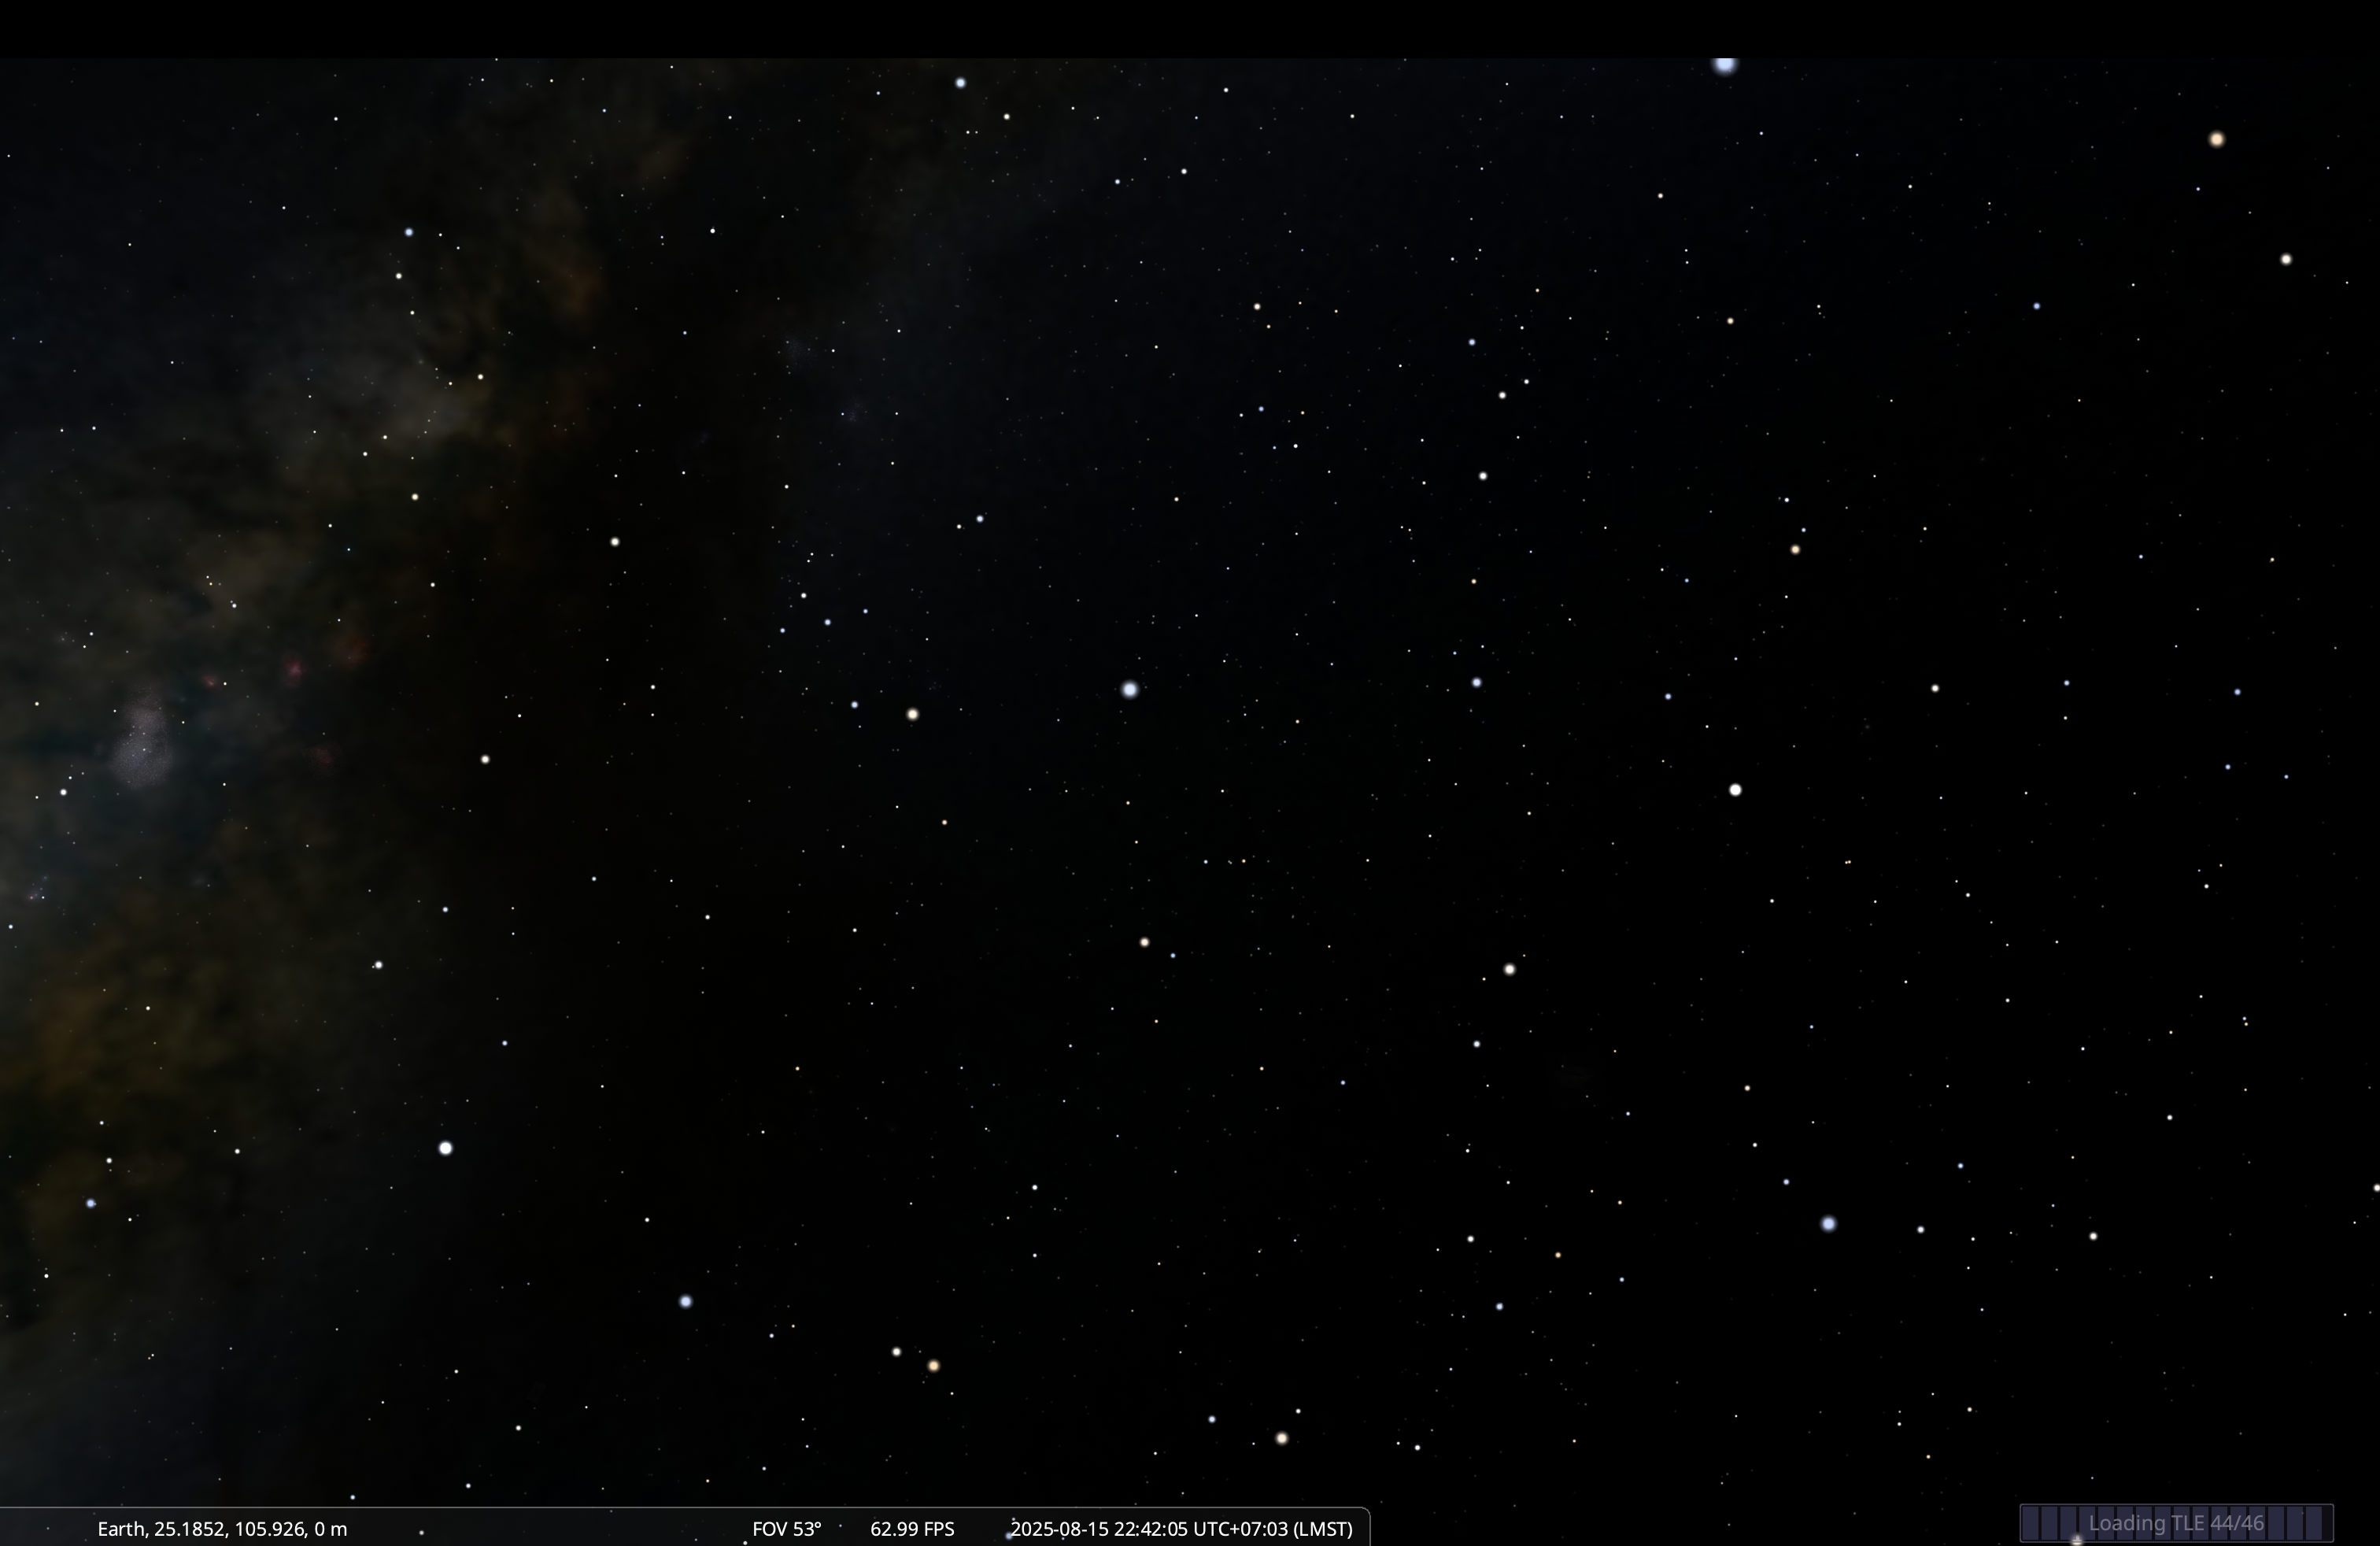 Earth, 25.1852, 105.926, 0 m
FOV 53°
62.99 FPS
2025-08-15 22:42:05 UTC+07:03 (LMST)
Loading TLE 44/46